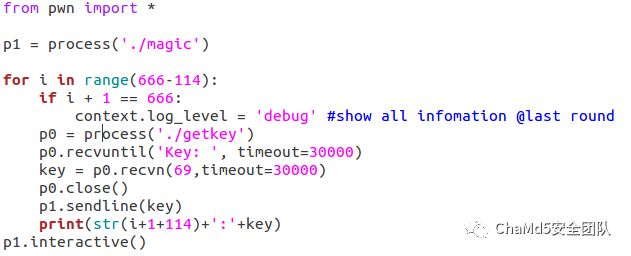 from pwn import *

p1 = process('./magic')

for i in range(666-114):
    if i + 1 == 666:
        context.log_level = 'debug' #show all infomation @last round
    p0 = process('./getkey')
    p0.recvuntil('Key: ', timeout=30000)
    key = p0.recvn(69,timeout=30000)
    p0.close()
    p1.sendline(key)
    print(str(i+1+114)+':'+key)
p1.interactive()
ChaMd5安全团队